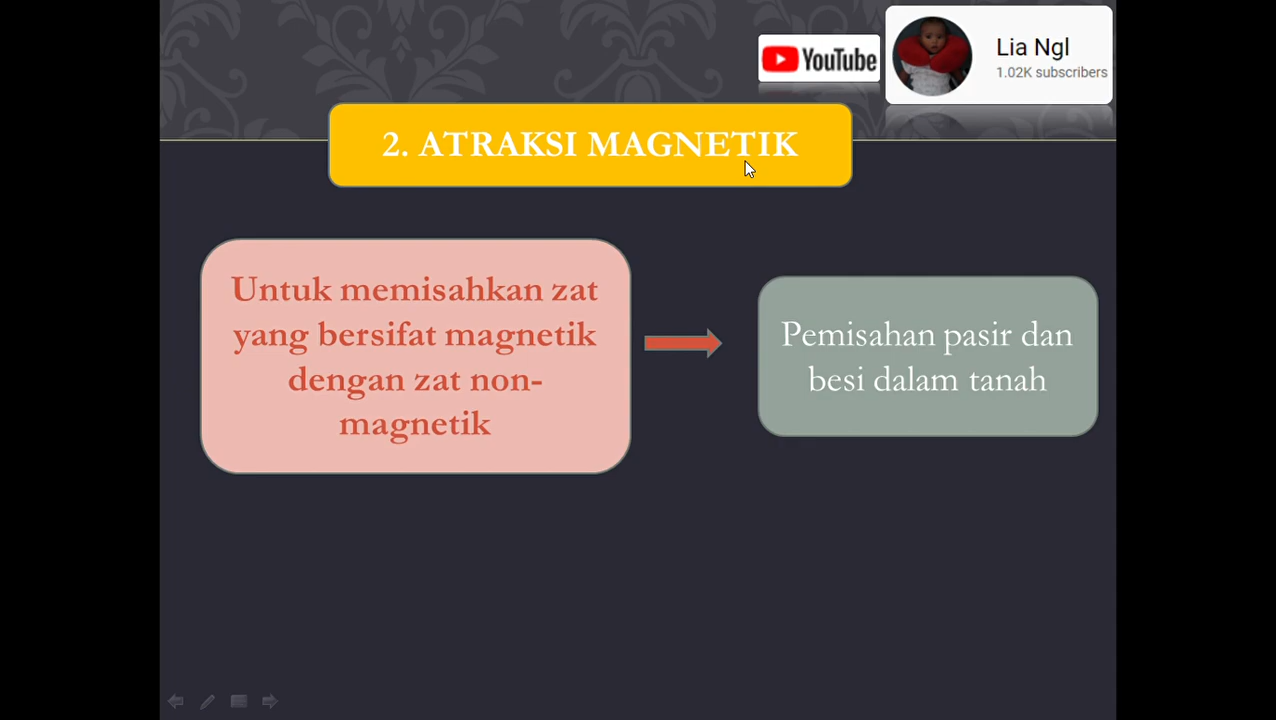 YouTube
Lia Ngl
1.02K subscribers
2. ATRAKSI MAGNETIK
Untuk memisahkan zat
yang bersifat magnetik
dengan zat non-
magnetik
Pemisahan pasir dan
besi dalam tanah